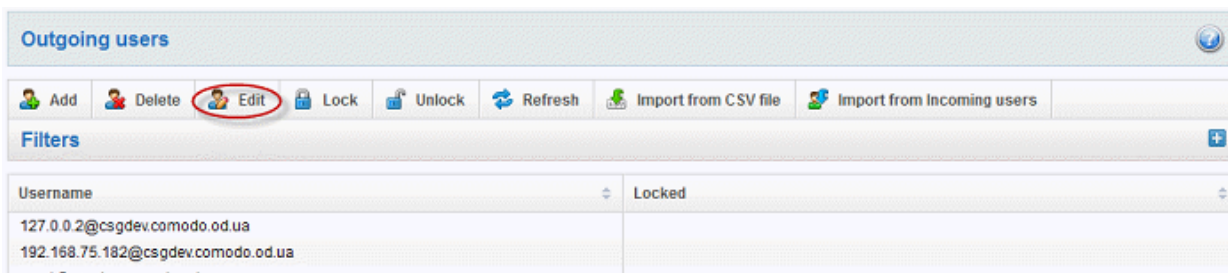 Outgoing users
Add Delete Edit Lock Unlock Refresh Import from CSV file Import from Incoming users
Filters
Username Locked
127.0.0.2@csgdev.comodo.od.ua
192.168.75.182@csgdev.comodo.od.ua